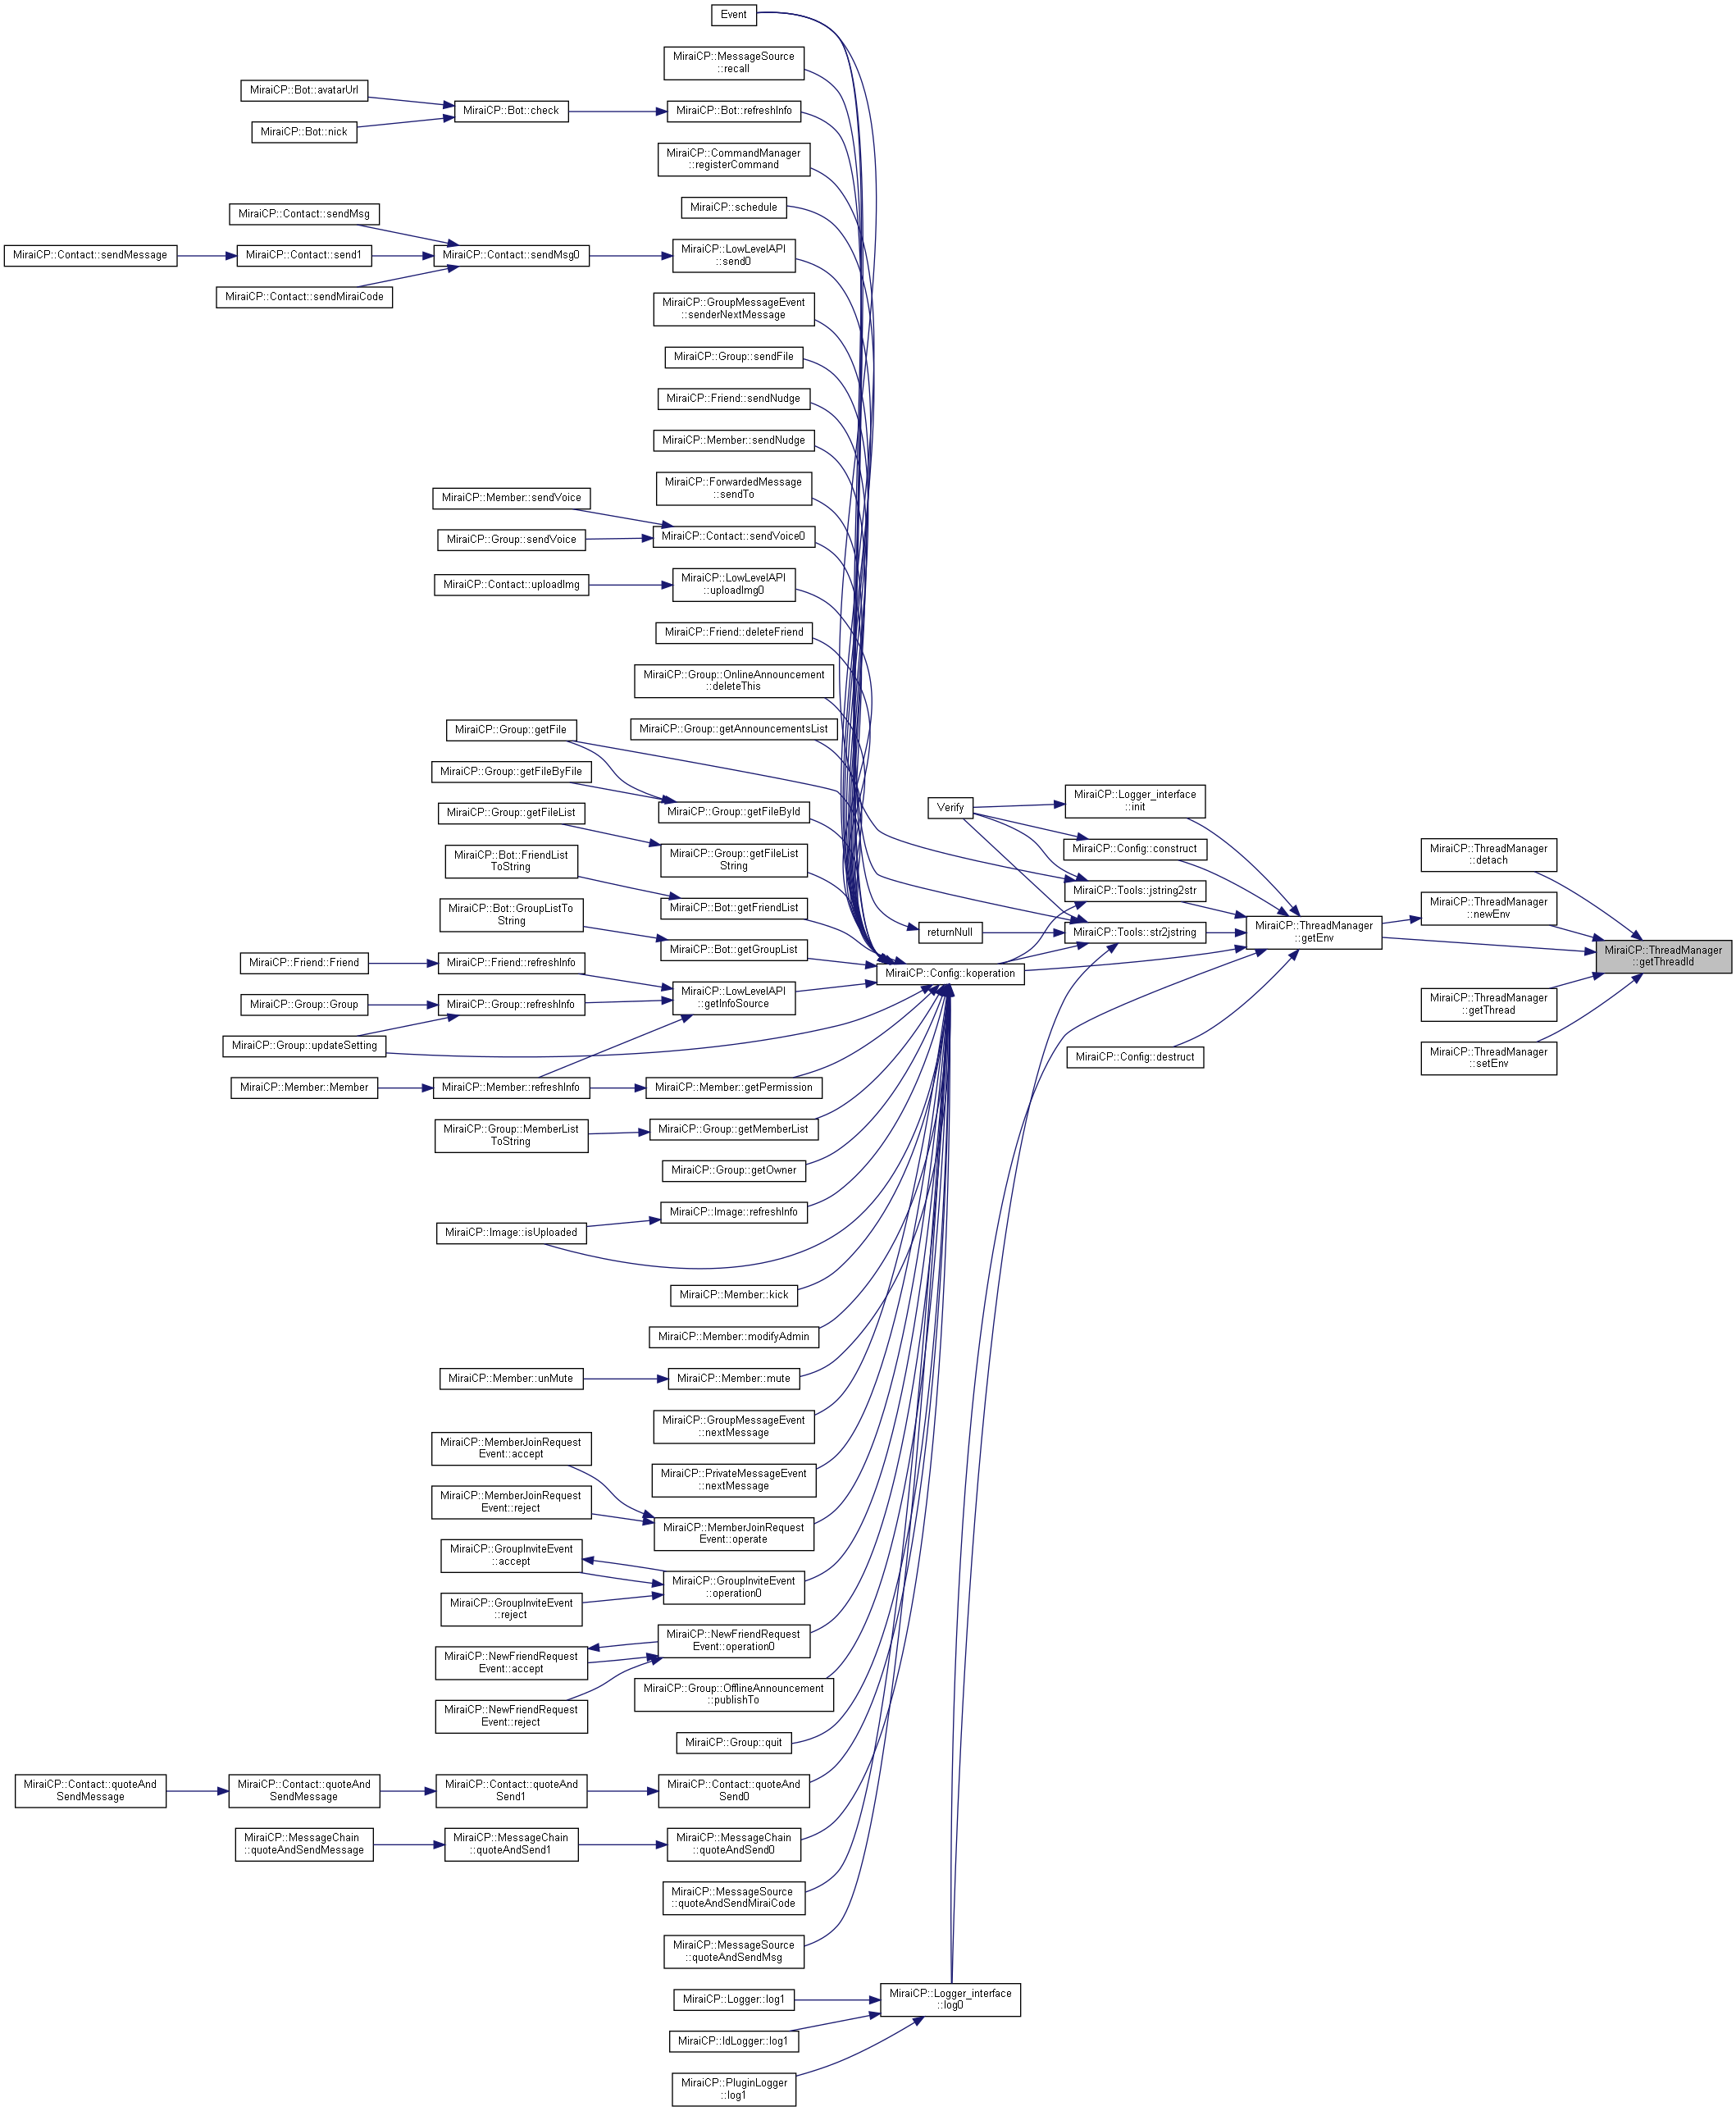 Event
MiraiCP::MessageSource
::recall
MiraiCP::Bot::avatarUrl
MiraiCP::Bot::check
MiraiCP::Bot::refreshInfo
MiraiCP::Bot::nick
MiraiCP::CommandManager
::registerCommand
MiraiCP::schedule
MiraiCP::Contact::sendMsg
MiraiCP::Contact::sendMessage
MiraiCP::Contact::send1
MiraiCP::Contact::sendMsg0
MiraiCP::LowLevelAPI
::send0
MiraiCP::Contact::sendMiraiCode
MiraiCP::GroupMessageEvent
::senderNextMessage
MiraiCP::Group::sendFile
MiraiCP::Friend::sendNudge
MiraiCP::Member::sendNudge
MiraiCP::ForwardedMessage
::sendTo
MiraiCP::Member::sendVoice
MiraiCP::Group::sendVoice
MiraiCP::Contact::sendVoice0
MiraiCP::Contact::uploadImg
MiraiCP::LowLevelAPI
::uploadImg0
MiraiCP::Friend::deleteFriend
MiraiCP::Group::OnlineAnnouncement
::deleteThis
MiraiCP::Group::getFile
MiraiCP::Group::getAnnouncementsList
MiraiCP::Group::getFileByFile
MiraiCP::Group::getFileById
MiraiCP::Group::getFileList
MiraiCP::Group::getFileList
String
MiraiCP::Bot::FriendList
ToString
MiraiCP::Bot::getFriendList
MiraiCP::Bot::GroupListTo
String
MiraiCP::Bot::getGroupList
Verify
MiraiCP::Logger_interface
::init
MiraiCP::Config::construct
MiraiCP::Tools::jstring2str
returnNull
MiraiCP::Tools::str2jstring
MiraiCP::ThreadManager
::getEnv
MiraiCP::ThreadManager
::detach
MiraiCP::ThreadManager
::newEnv
MiraiCP::ThreadManager
::getThreadId
MiraiCP::ThreadManager
::getThread
MiraiCP::ThreadManager
::setEnv
MiraiCP::Config::koperation
MiraiCP::Config::destruct
MiraiCP::Friend::Friend
MiraiCP::Friend::refreshInfo
MiraiCP::LowLevelAPI
::getInfoSource
MiraiCP::Group::Group
MiraiCP::Group::refreshInfo
MiraiCP::Group::updateSetting
MiraiCP::Member::Member
MiraiCP::Member::refreshInfo
MiraiCP::Member::getPermission
MiraiCP::Group::MemberList
ToString
MiraiCP::Group::getMemberList
MiraiCP::Group::getOwner
MiraiCP::Image::refreshInfo
MiraiCP::Image::isUploaded
MiraiCP::Member::kick
MiraiCP::Member::modifyAdmin
MiraiCP::Member::unMute
MiraiCP::Member::mute
MiraiCP::GroupMessageEvent
::nextMessage
MiraiCP::MemberJoinRequest
Event::accept
MiraiCP::PrivateMessageEvent
::nextMessage
MiraiCP::MemberJoinRequest
Event::reject
MiraiCP::MemberJoinRequest
Event::operate
MiraiCP::GroupInviteEvent
::accept
MiraiCP::GroupInviteEvent
::operation0
MiraiCP::GroupInviteEvent
::reject
MiraiCP::NewFriendRequest
Event::operation0
MiraiCP::NewFriendRequest
Event::accept
MiraiCP::Group::OfflineAnnouncement
::publishTo
MiraiCP::NewFriendRequest
Event::reject
MiraiCP::Group::quit
MiraiCP::Contact::quoteAnd
SendMessage
MiraiCP::Contact::quoteAnd
SendMessage
MiraiCP::Contact::quoteAnd
Send1
MiraiCP::Contact::quoteAnd
Send0
MiraiCP::MessageChain
::quoteAndSendMessage
MiraiCP::MessageChain
::quoteAndSend1
MiraiCP::MessageChain
::quoteAndSend0
MiraiCP::MessageSource
::quoteAndSendMiraiCode
MiraiCP::MessageSource
::quoteAndSendMsg
MiraiCP::Logger::log1
MiraiCP::Logger_interface
::log0
MiraiCP::IdLogger::log1
MiraiCP::PluginLogger
::log1